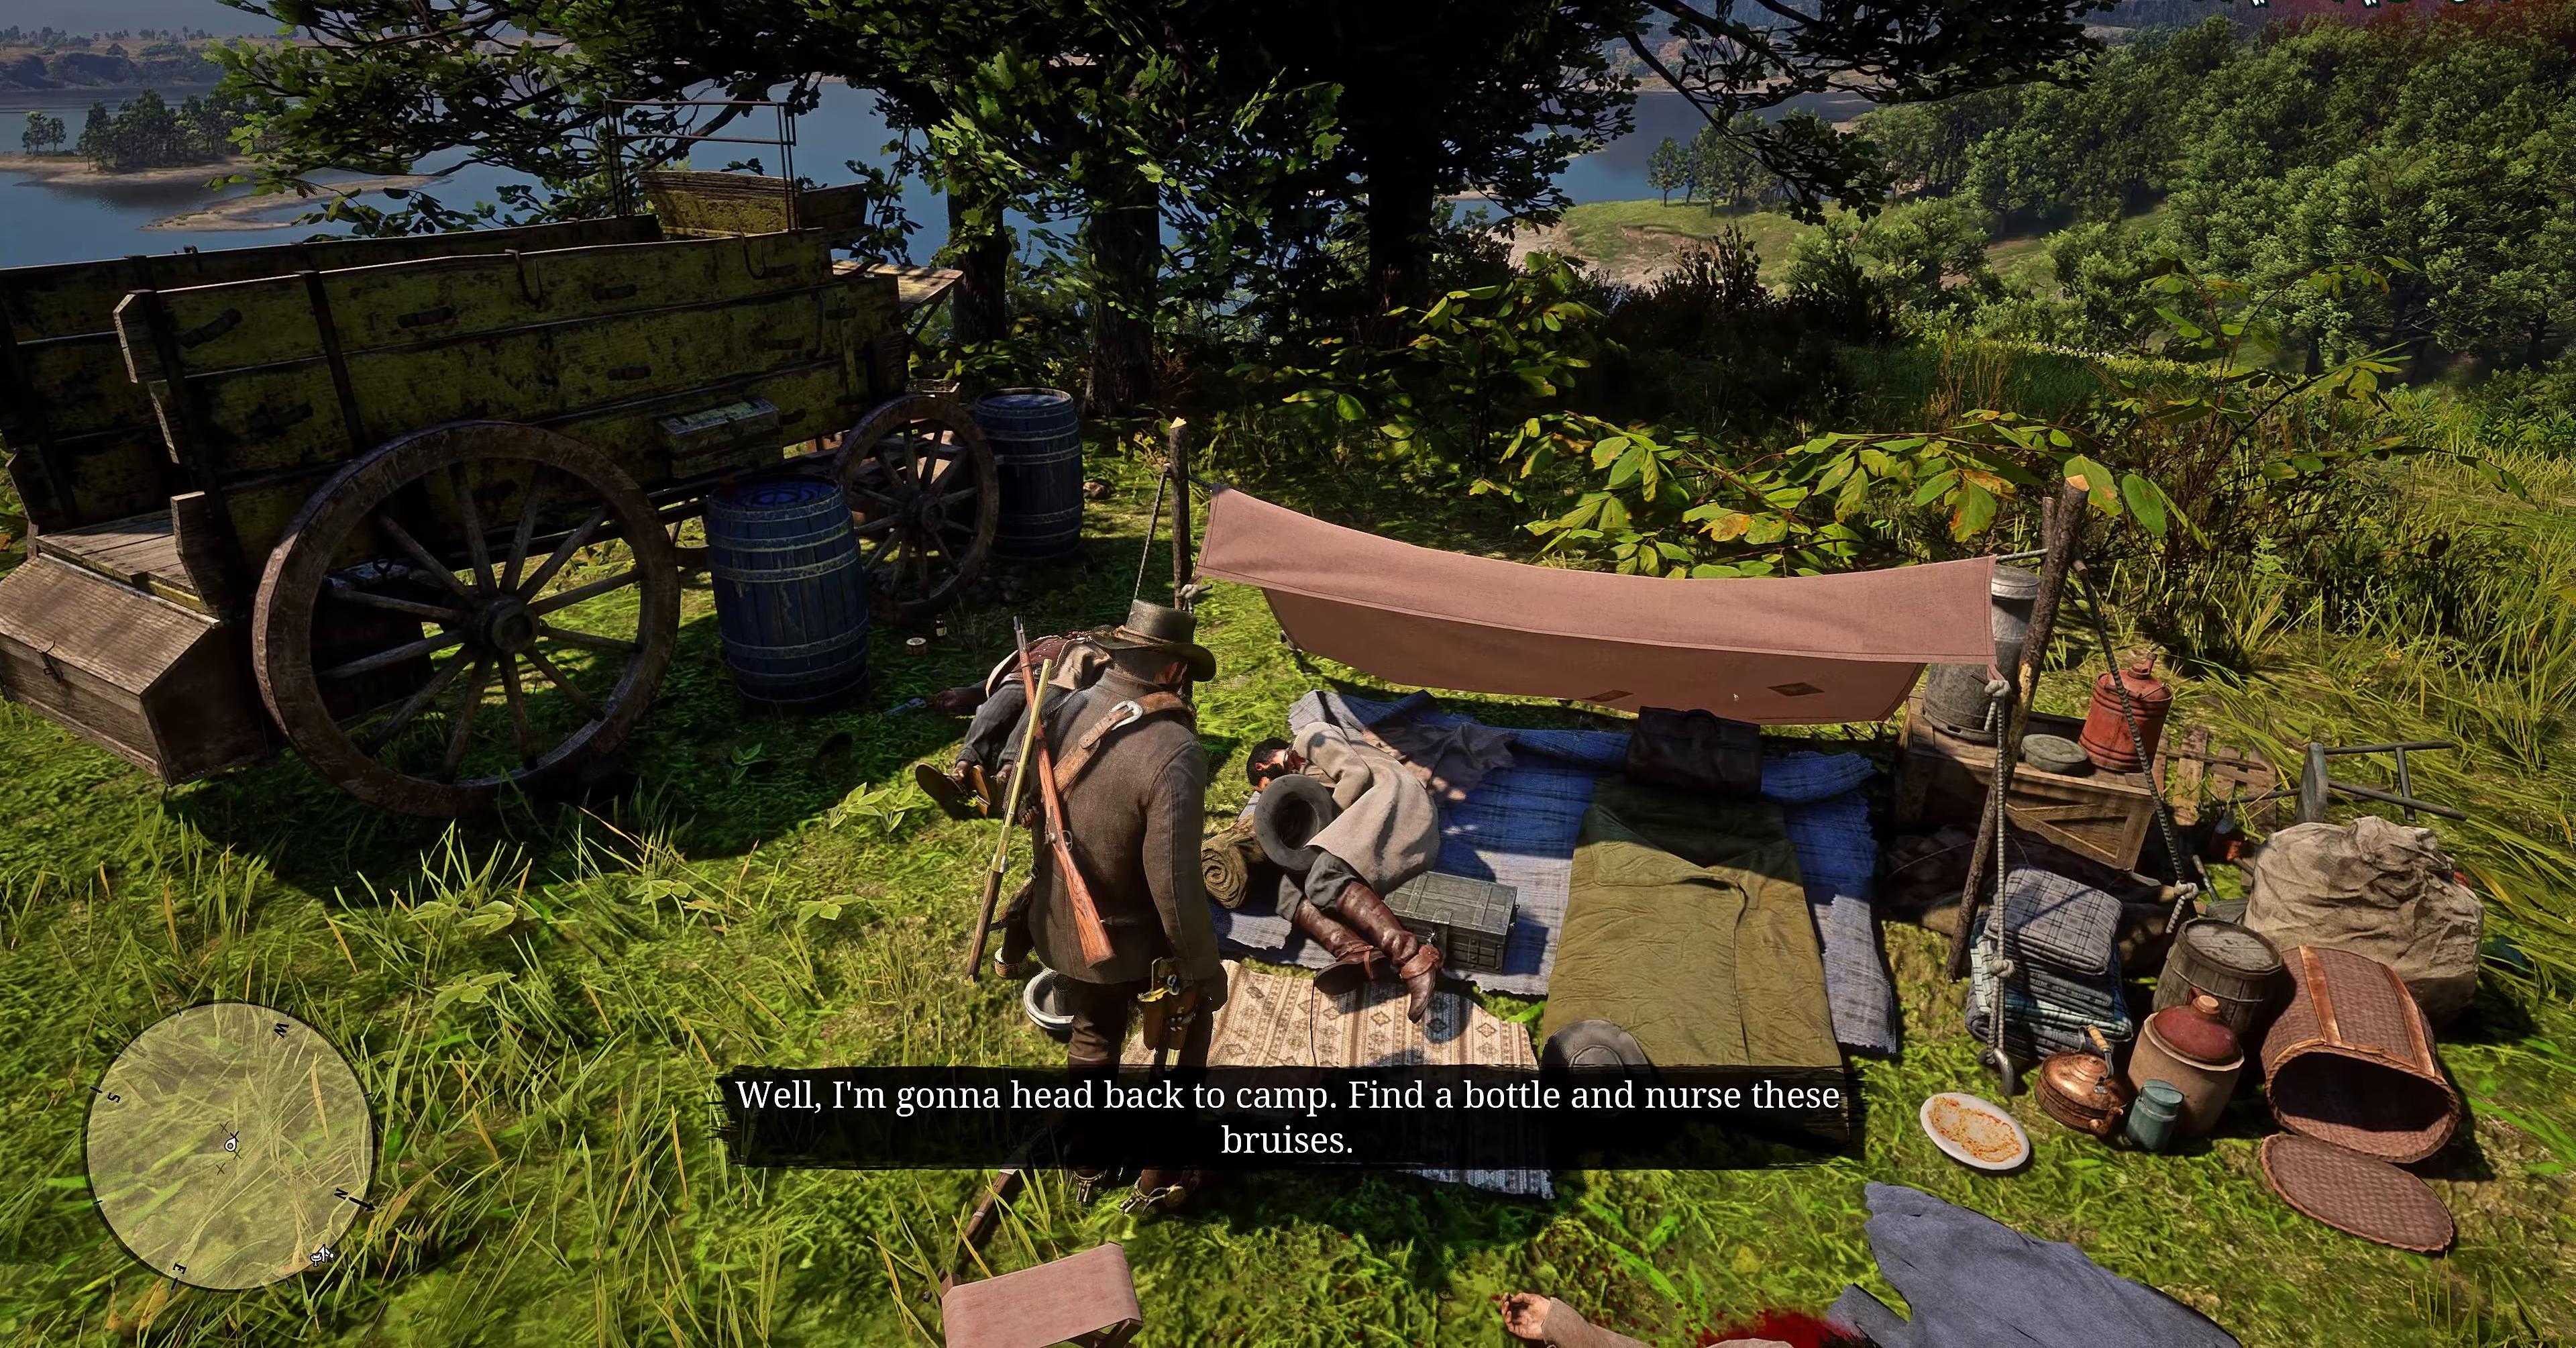 Well, I'm gonna head back to camp. Find a bottle and nurse these
bruises.
W
S
N
E